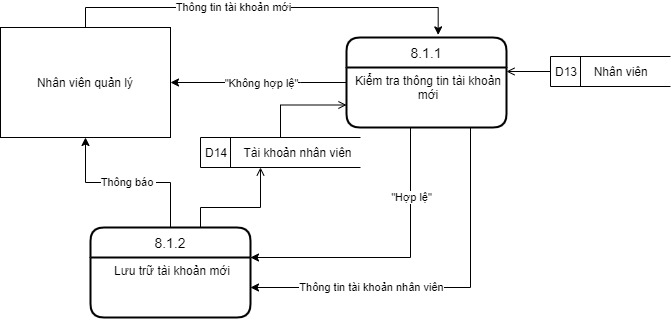 Thông tin tài khoản mới
8.1.1
Nhân viên quản lý
"Không hợp lệ"
Kiểm tra thông tin tài khoản
mới
D13
Nhân viên
D14
Tài khoản nhân viên
Thông báo
"Hợp lệ"
8.1.2
Lưu trữ tài khoản mới
Thông tin tài khoản nhân viên